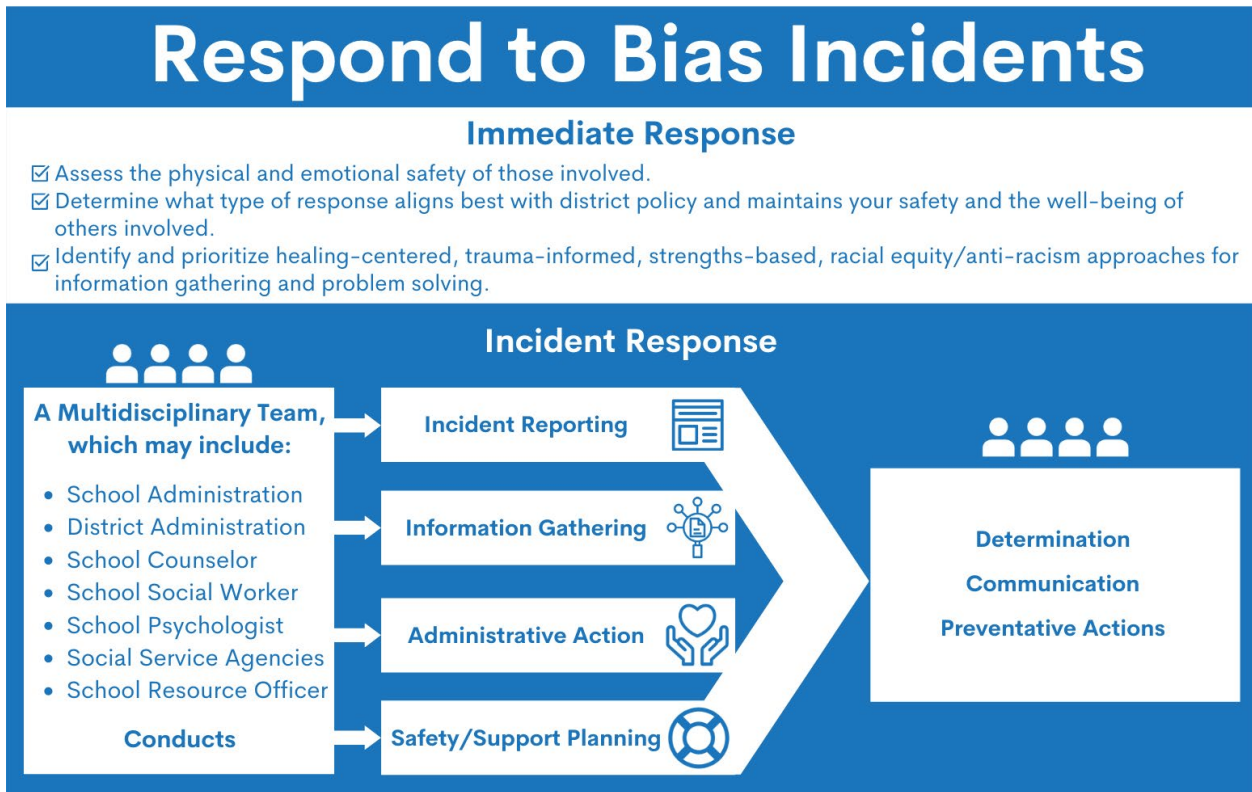 Respond to Bias Incidents
Immediate Response
Assess the physical and emotional safety of those involved.
Determine what type of response aligns best with district policy and maintains your safety and the well-being of
others involved.
Identify and prioritize healing-centered, trauma-informed, strengths-based, racial equity/anti-racism approaches for
information gathering and problem solving.
Incident Response
A Multidisciplinary Team,
which may include:
• School Administration
• District Administration
• School Counselor
• School Social Worker
• School Psychologist
• Social Service Agencies
• School Resource Officer
Conducts
Incident Reporting
Information Gathering
Administrative Action
Safety/Support Planning
Determination
Communication
Preventative Actions